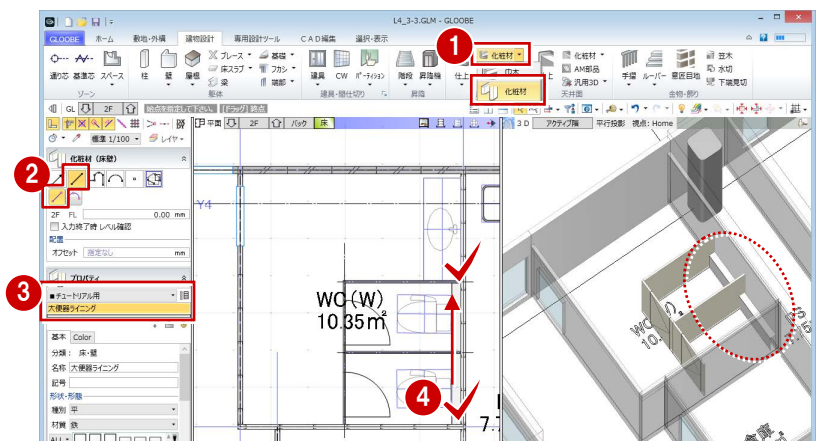 L4_3-3.GLM - GLOOBE
GLOOBE ホーム 敷地・外構 建物設計 専用設計ツール CAD編集 選択・表示
1
通り芯 基準芯 スペース
ゾーン
柱 壁 屋根
ブレース
床スラブ
梁
基礎
フカシ
端部
躯体
建具 CW パーティション
建具・間仕切り
階段 昇降機
昇降
仕上
化粧材
巾木
化粧材
上
化粧材
AM部品
汎用3D
天井面
手摺 ルーバー 意匠目地
笠木
水切
下端見切
金物・飾り
GL 2F 始点を指定して下さい。 [ドラッグ] 終点
標準 1/100 レイヤー
平面 2F バック 床
3D アクティブ階 平行投影 視点: Home
化粧材 (床壁)
2
2F FL 0.00 mm
入力終了時 レベル確認
配置
オフセット 指定なし mm
プロパティ
3
■チュートリアル用
大便器ライニング
基本 Color
分類 : 床・壁
名称 大便器ライニング
記号
形状・形態
種別 平
材質 鉄
ALL
Y4
WC(W)
10.35㎡
4
7.
WC
10.
倉庫